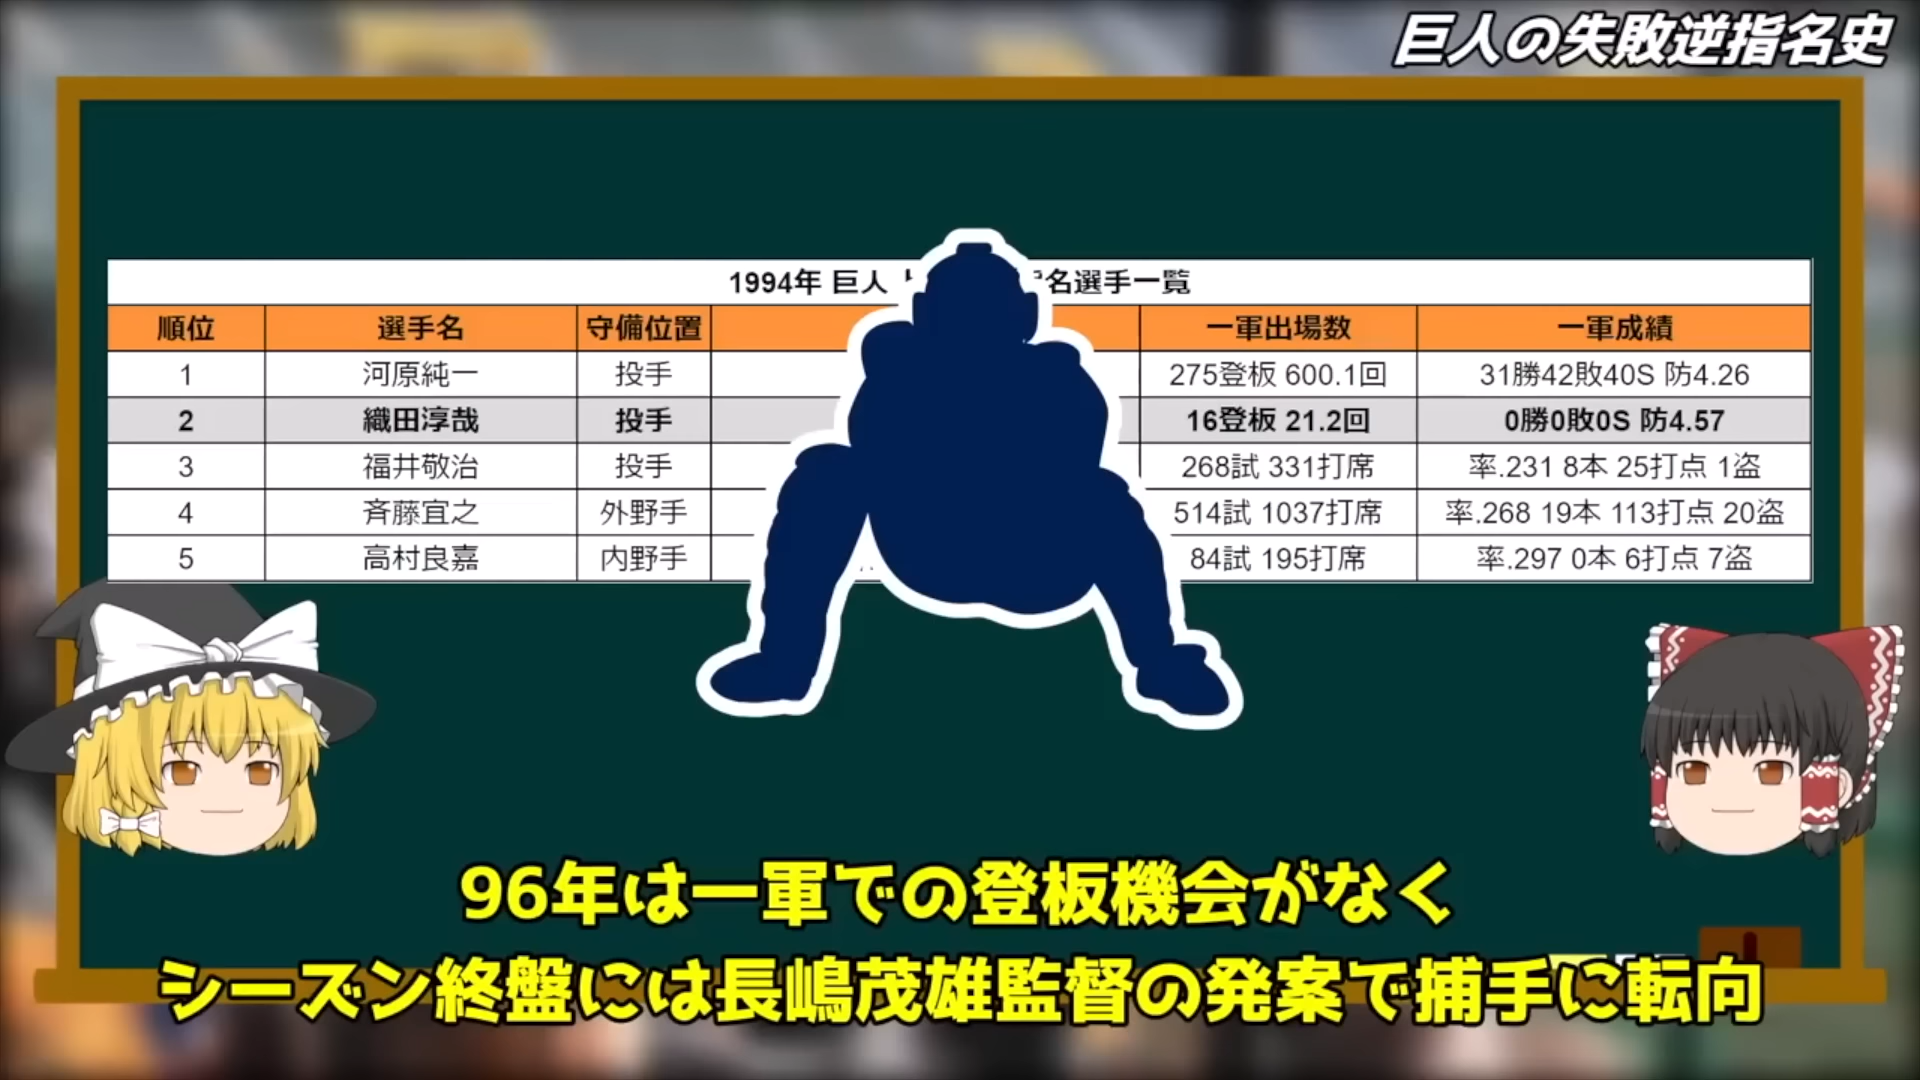 巨人の失敗逆指名史
1994年 巨人 名選手一覧
順位 選手名 守備位置 一軍出場数 一軍成績
1 河原純一 投手 275登板 600.1回 31勝42敗40S 防4.26
2 織田淳哉 投手 16登板 21.2回 0勝0敗0S 防4.57
3 福井敬治 投手 268試 331打席 率.231 8本 25打点 1盗
4 斉藤宜之 外野手 514試 1037打席 率.268 19本 113打点 20盗
5 高村良嘉 内野手 84試 195打席 率.297 0本 6打点 7盗
96年は一軍での登板機会がなく
シーズン終盤には長嶋茂雄監督の発案で捕手に転向